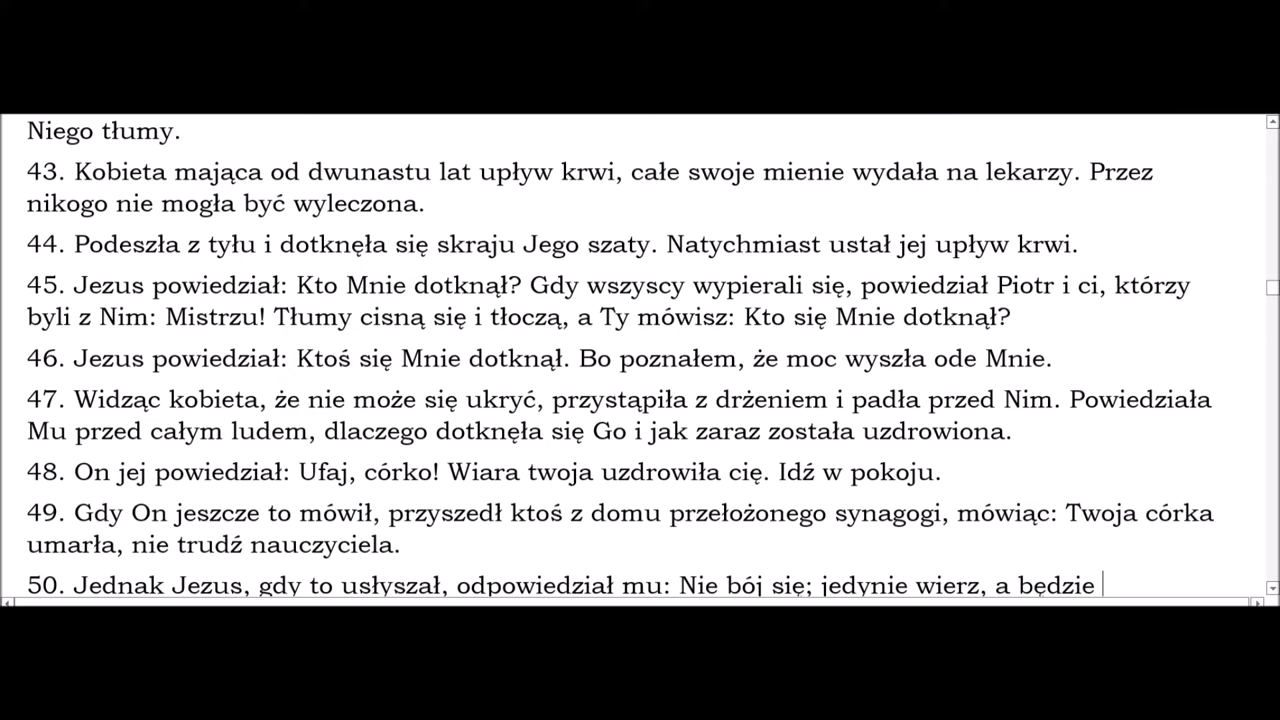 Niego tłumy.
43. Kobieta mająca od dwunastu lat upływ krwi, całe swoje mienie wydała na lekarzy. Przez
nikogo nie mogła być wyleczona.
44. Podeszła z tyłu i dotknęła się skraju Jego szaty. Natychmiast ustał jej upływ krwi.
45. Jezus powiedział: Kto Mnie dotknął? Gdy wszyscy wypierali się, powiedział Piotr i ci, którzy
byli z Nim: Mistrzu! Tłumy cisną się i tłoczą, a Ty mówisz: Kto się Mnie dotknął?
46. Jezus powiedział: Ktoś się Mnie dotknął. Bo poznałem, że moc wyszła ode Mnie.
47. Widząc kobieta, że nie może się ukryć, przystąpiła z drżeniem i padła przed Nim. Powiedziała
Mu przed całym ludem, dlaczego dotknęła się Go i jak zaraz została uzdrowiona.
48. On jej powiedział: Ufaj, córko! Wiara twoja uzdrowiła cię. Idź w pokoju.
49. Gdy On jeszcze to mówił, przyszedł ktoś z domu przełożonego synagogi, mówiąc: Twoja córka
umarła, nie trudź nauczyciela.
50. Jednak Jezus, gdy to usłyszał, odpowiedział mu: Nie bój się; jedynie wierz, a będzie